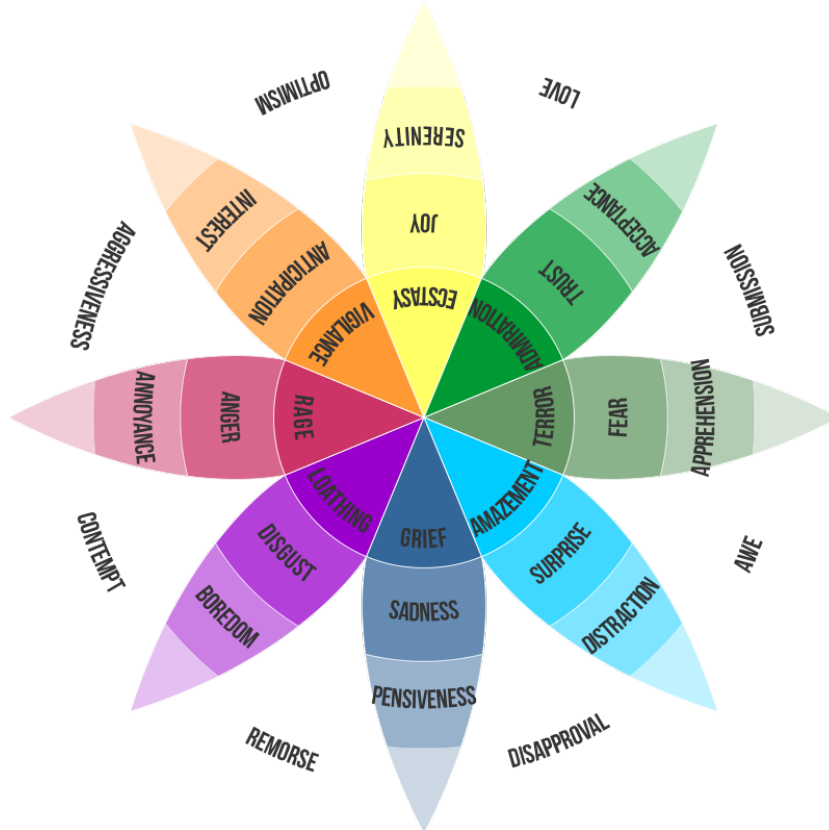 OPTIMISM
LOVE
SERENITY
JOY
ECSTASY
INTEREST
ANTICIPATION
VIGILANCE
ACCEPTANCE
TRUST
ADMIRATION
AGGRESSIVENESS
SUBMISSION
ANNOYANCE
ANGER
RAGE
TERROR
FEAR
APPREHENSION
LOATHING
DISGUST
BOREDOM
GRIEF
SADNESS
PENSIVENESS
AMAZEMENT
SURPRISE
DISTRACTION
CONTEMPT
AWE
REMORSE
DISAPPROVAL